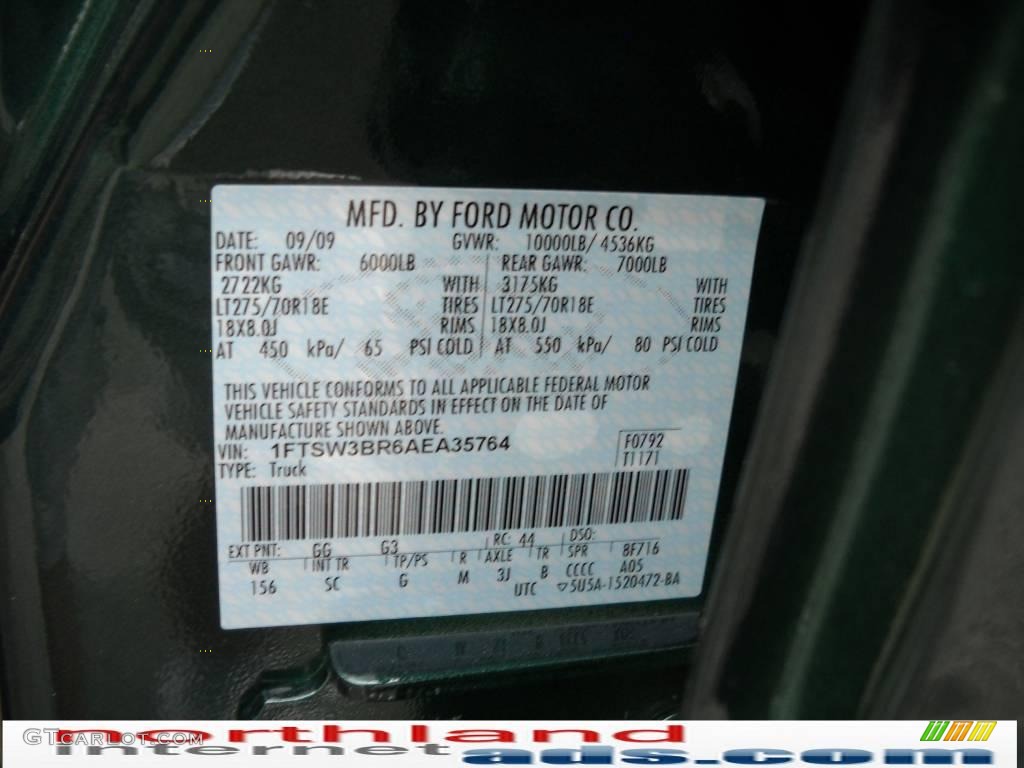 MFD. BY FORD MOTOR CO.
DATE: 09/09 GVWR: 10000LB/ 4536KG
FRONT GAWR: 6000LB REAR GAWR: 7000LB
2722KG WITH 3175KG WITH
LT275/70R18E TIRES LT275/70R18E TIRES
18X8.0J RIMS 18X8.0J RIMS
AT 450 kPa/ 65 PSI COLD AT 550 kPa/ 80 PSI COLD
THIS VEHICLE CONFORMS TO ALL APPLICABLE FEDERAL MOTOR
VEHICLE SAFETY STANDARDS IN EFFECT ON THE DATE OF
MANUFACTURE SHOWN ABOVE.
VIN: 1FTSW3BR6AEA35764 F0792
TYPE: Truck T1171
EXT PNT: GG G3 RC: 44 DSO: 8F716
WB INT TR TP/PS R AXLE TR SPR A05
156 SC G M 3J B CCCC
UTC ▽5U5A-1520472-BA
GTCarLot.com
northland
internet ads.com